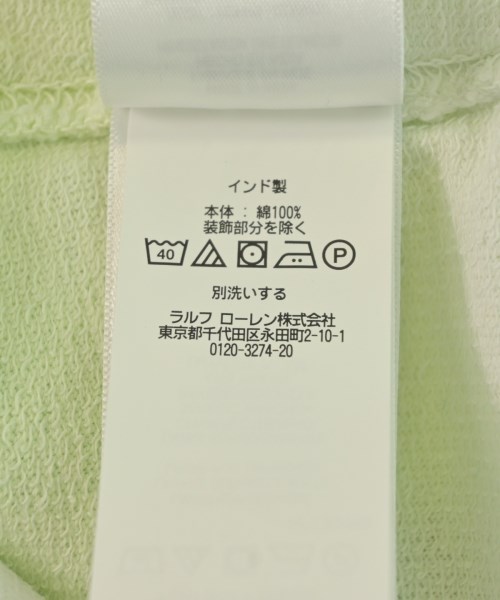 インド製
本体 : 綿100%
装飾部分を除く
40 P
別洗いする
ラルフ ローレン株式会社
東京都千代田区永田町2-10-1
0120-3274-20